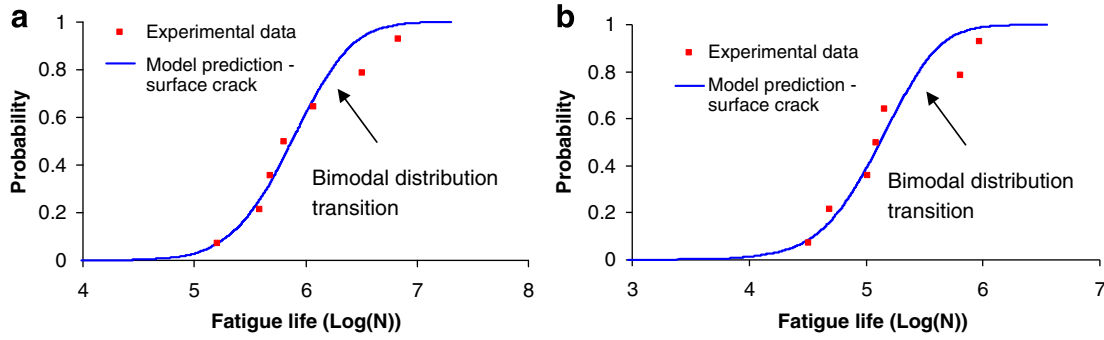 a
1
0.8
0.6
0.4
0.2
0
Probability
Experimental data
Model prediction -
surface crack
Bimodal distribution
transition
4
5
6
7
8
Fatigue life (Log(N))
b
1
0.8
0.6
0.4
0.2
0
Probability
Experimental data
Model prediction -
surface crack
Bimodal distribution
transition
3
4
5
6
7
Fatigue life (Log(N))